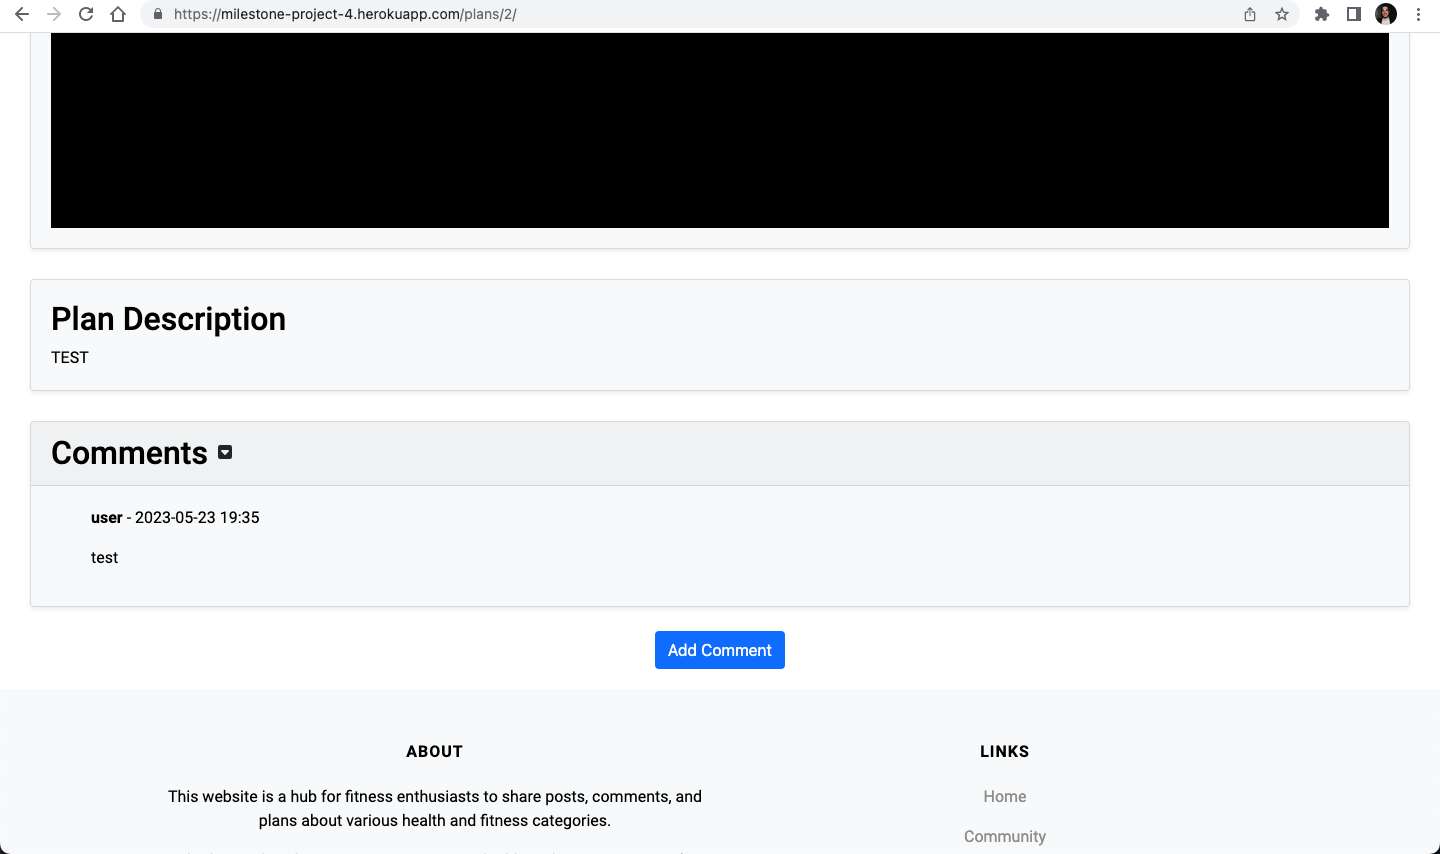 https://milestone-project-4.herokuapp.com/plans/2/
Plan Description
TEST
Comments
user - 2023-05-23 19:35
test
Add Comment
ABOUT
This website is a hub for fitness enthusiasts to share posts, comments, and
plans about various health and fitness categories.
LINKS
Home
Community